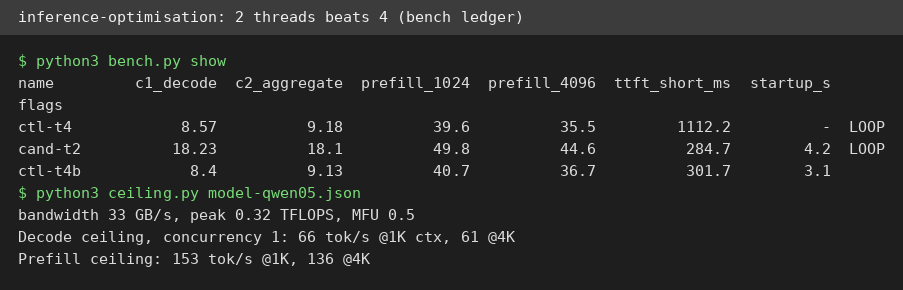 inference-optimisation: 2 threads beats 4 (bench ledger)
$ python3 bench.py show
name         c1_decode  c2_aggregate  prefill_1024  prefill_4096  ttft_short_ms  startup_s
flags
ctl-t4            8.57          9.18          39.6          35.5         1112.2          -  LOOP
cand-t2          18.23          18.1          49.8          44.6          284.7        4.2  LOOP
ctl-t4b            8.4          9.13          40.7          36.7          301.7        3.1
$ python3 ceiling.py model-qwen05.json
bandwidth 33 GB/s, peak 0.32 TFLOPS, MFU 0.5
Decode ceiling, concurrency 1: 66 tok/s @1K ctx, 61 @4K
Prefill ceiling: 153 tok/s @1K, 136 @4K